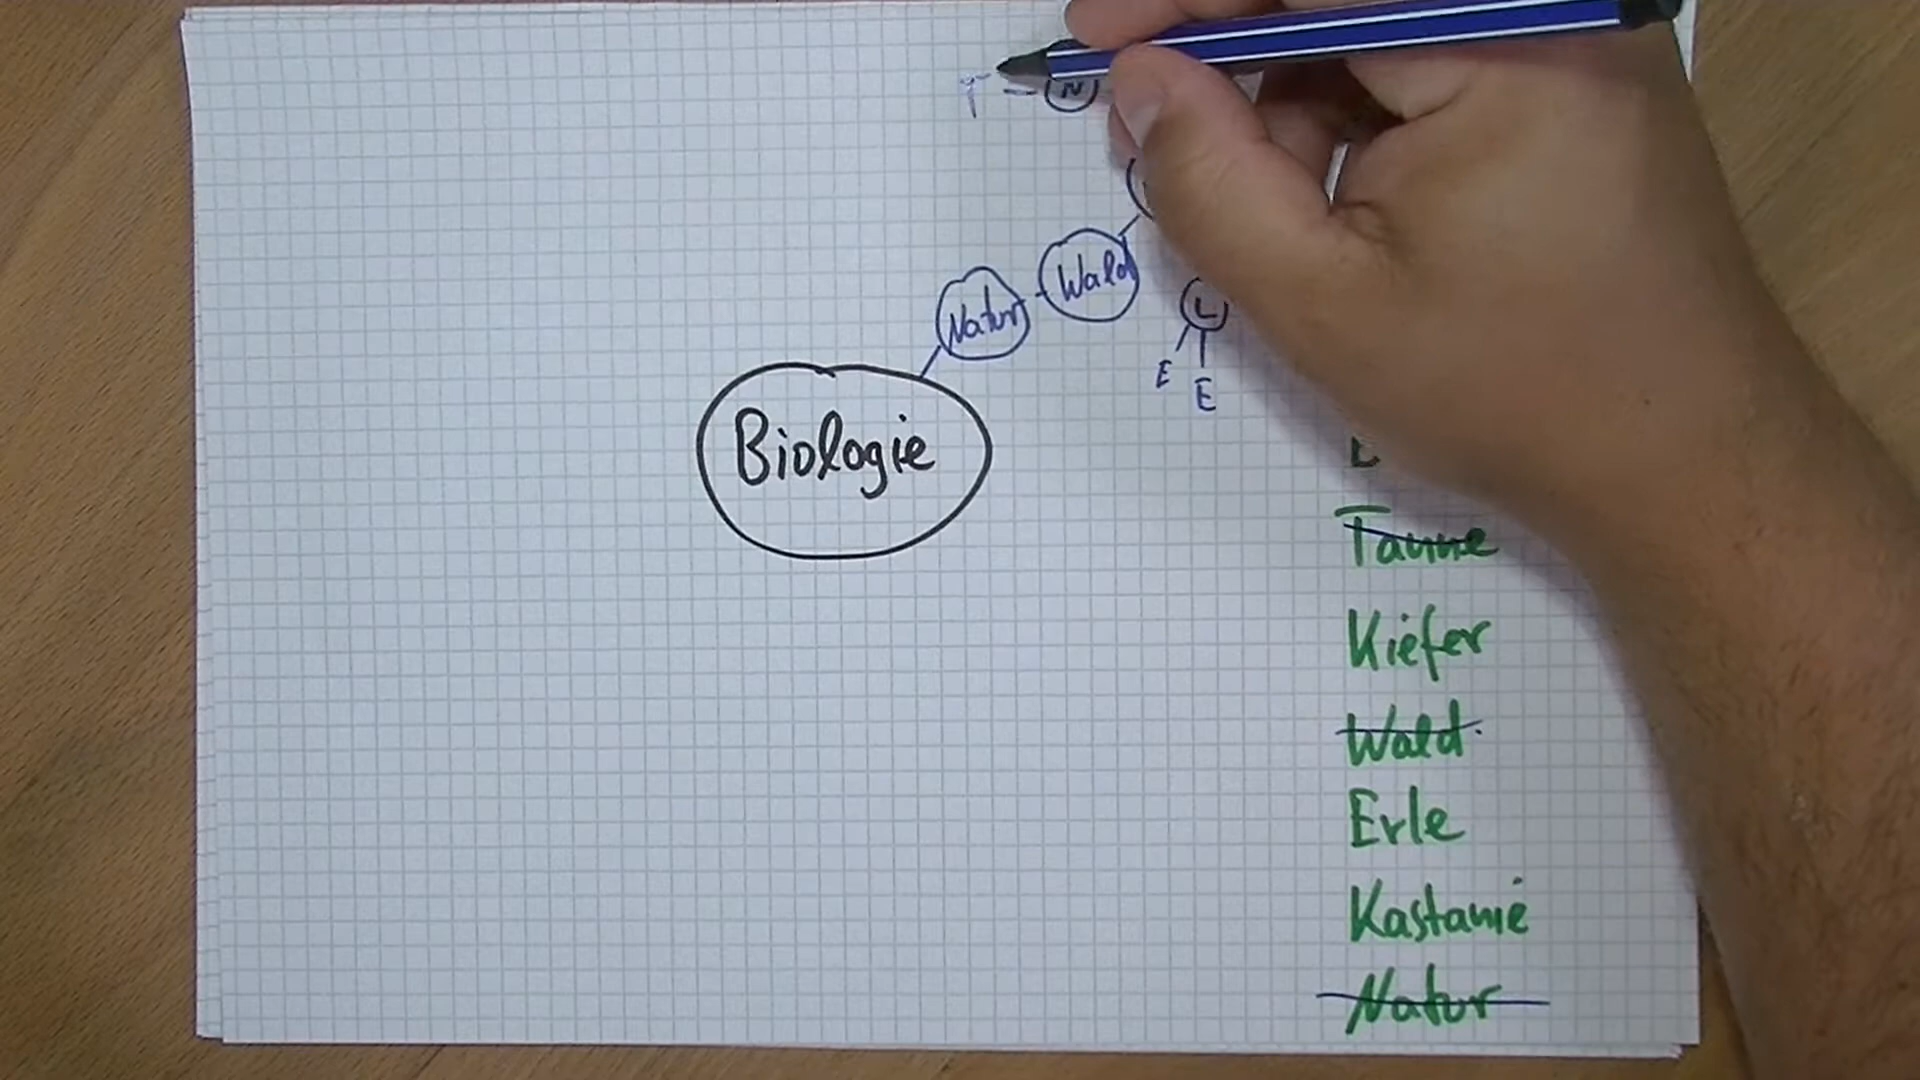 T
N
Wald
Natur
L
E
E
Biologie
Tanne
Kiefer
Wald
Erle
Kastanie
Natur